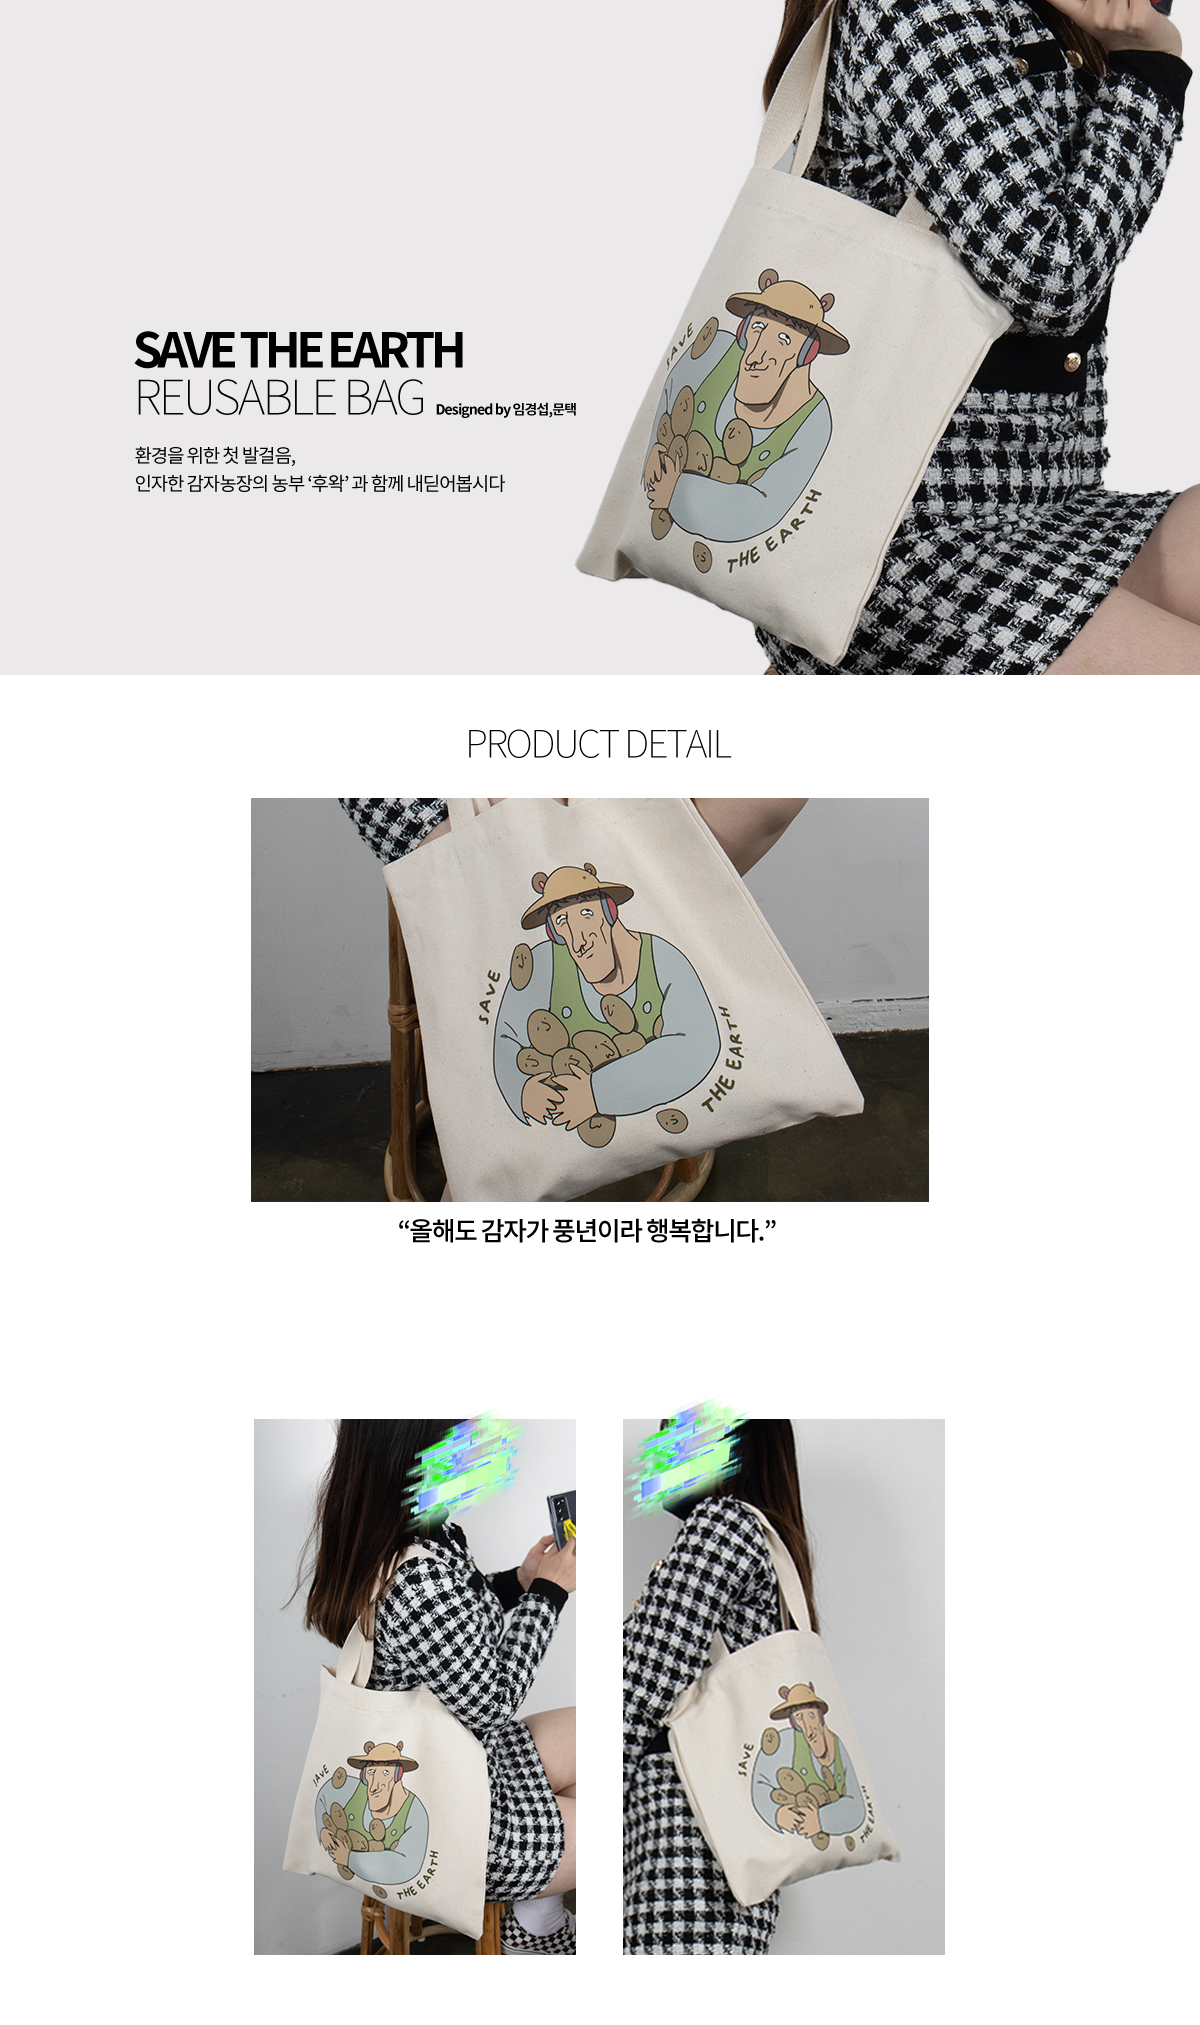 SAVE THE EARTH
REUSABLE BAG Designed by 임경섭,문택
환경을 위한 첫 발걸음,
인자한 감자농장의 농부 ‘후왁’ 과 함께 내딛어봅시다
SAVE
THE EARTH
PRODUCT DETAIL
SAVE
THE EARTH
“올해도 감자가 풍년이라 행복합니다.”
SAVE
THE EARTH
SAVE
THE EARTH